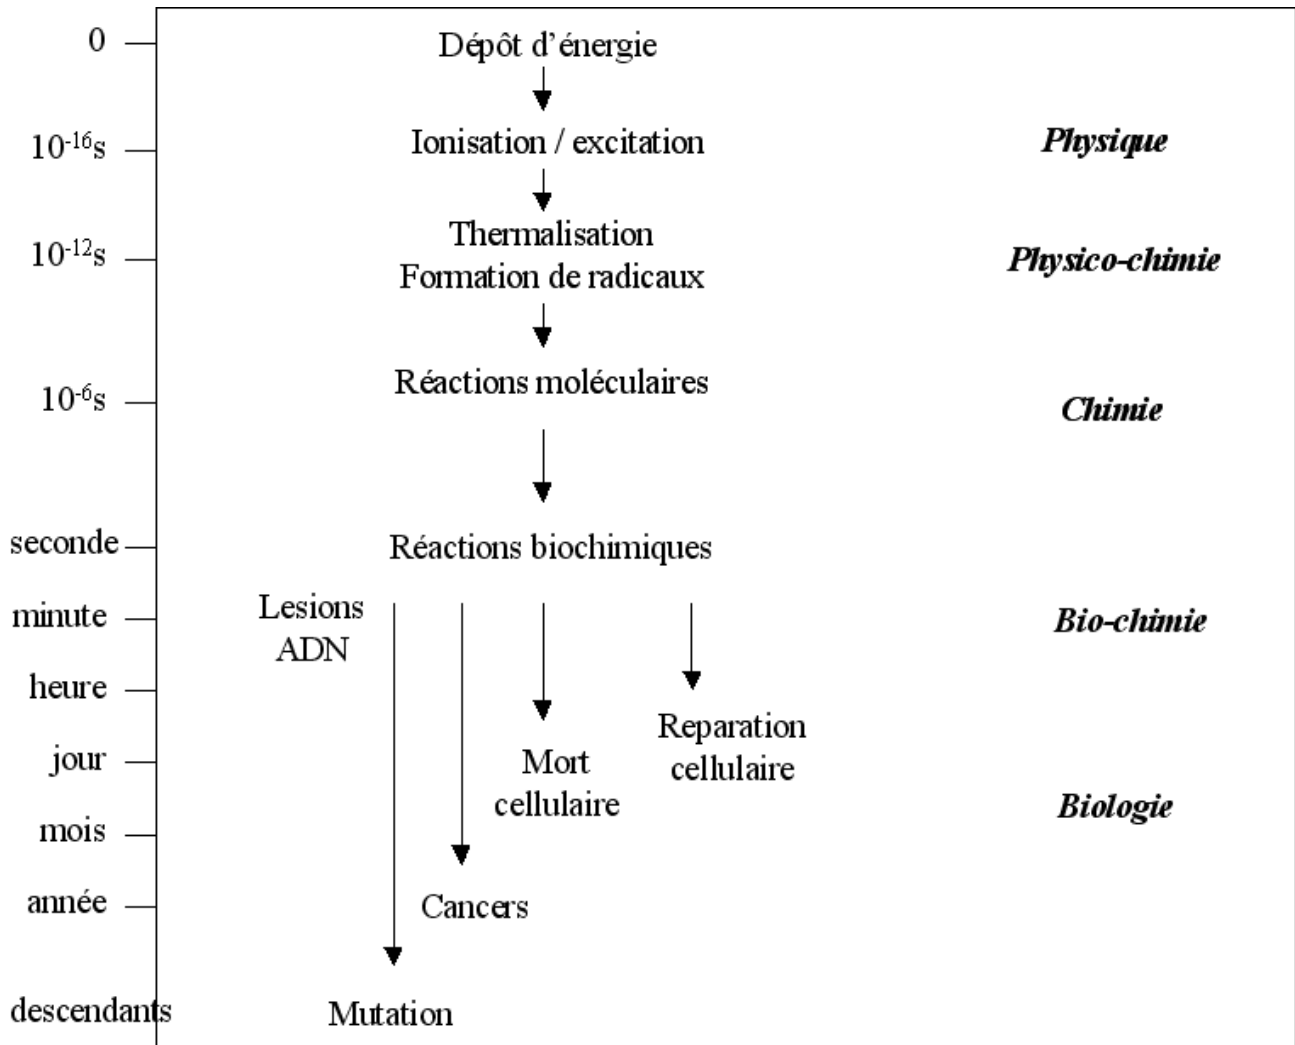 0
Dépôt d’énergie
10-16s
Ionisation / excitation
Physique
Thermalisation
10-12s
Formation de radicaux
Physico-chimie
Réactions moléculaires
10-6s
Chimie
seconde
Réactions biochimiques
Lesions
ADN
minute
Bio-chimie
heure
Reparation
cellulaire
jour
Mort
cellulaire
Biologie
mois
année
Cancers
descendants
Mutation